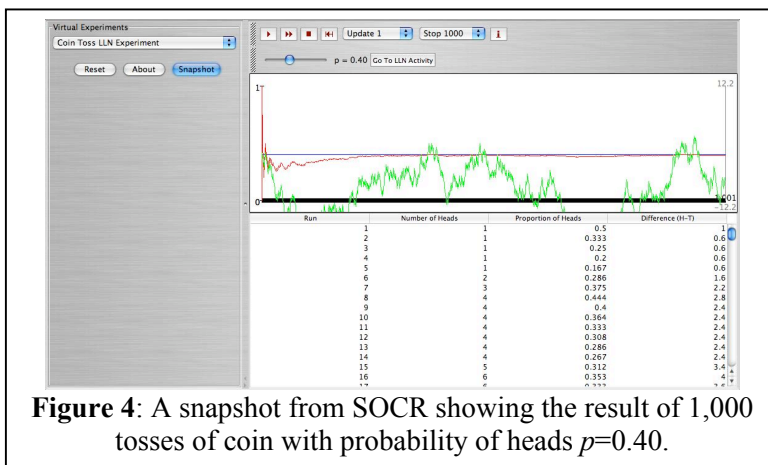 Virtual Experiments
Coin Toss LLN Experiment
Reset About Snapshot
Update 1 Stop 1000 i
p = 0.40 Go To LLN Activity
1
12.2
0
-12.2
Run Number of Heads Proportion of Heads Difference (H-T)
1 1 0.5 1
2 1 0.333 0.6
3 1 0.25 0.6
4 1 0.2 0.6
5 1 0.167 0.6
6 2 0.286 1.6
7 3 0.375 2.2
8 4 0.444 2.8
9 4 0.4 2.4
10 4 0.364 2.4
11 4 0.333 2.4
12 4 0.308 2.4
13 4 0.286 2.4
14 4 0.267 2.4
15 5 0.312 3.4
16 6 0.353 4
Figure 4: A snapshot from SOCR showing the result of 1,000
tosses of coin with probability of heads p=0.40.